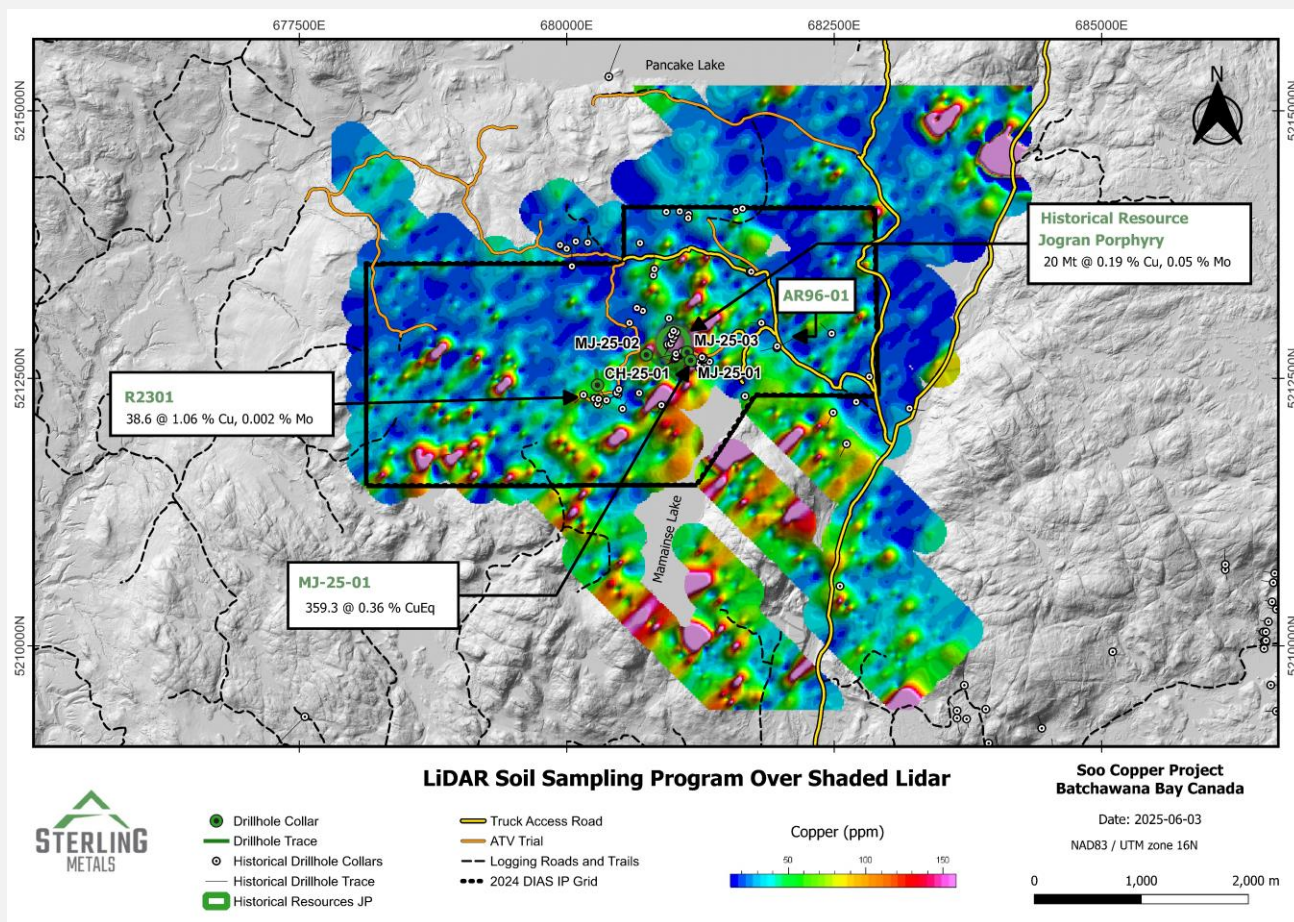 677500E
680000E
682500E
685000E
Pancake Lake
N
5215000N
5215000N
Historical Resource
Jogran Porphyry
20 Mt @ 0.19 % Cu, 0.05 % Mo
AR96-01
MJ-25-02
MJ-25-03
CH-25-01
MJ-25-01
5212500N
5212500N
R2301
38.6 @ 1.06 % Cu, 0.002 % Mo
Mamainse Lake
MJ-25-01
359.3 @ 0.36 % CuEq
5210000N
5210000N
LiDAR Soil Sampling Program Over Shaded Lidar
STERLING
METALS
Drillhole Collar
Drillhole Trace
Historical Drillhole Collars
Historical Drillhole Trace
Historical Resources JP
Truck Access Road
ATV Trial
Logging Roads and Trails
2024 DIAS IP Grid
Copper (ppm)
50
100
150
Soo Copper Project
Batchawana Bay Canada
Date: 2025-06-03
NAD83 / UTM zone 16N
0
1,000
2,000 m